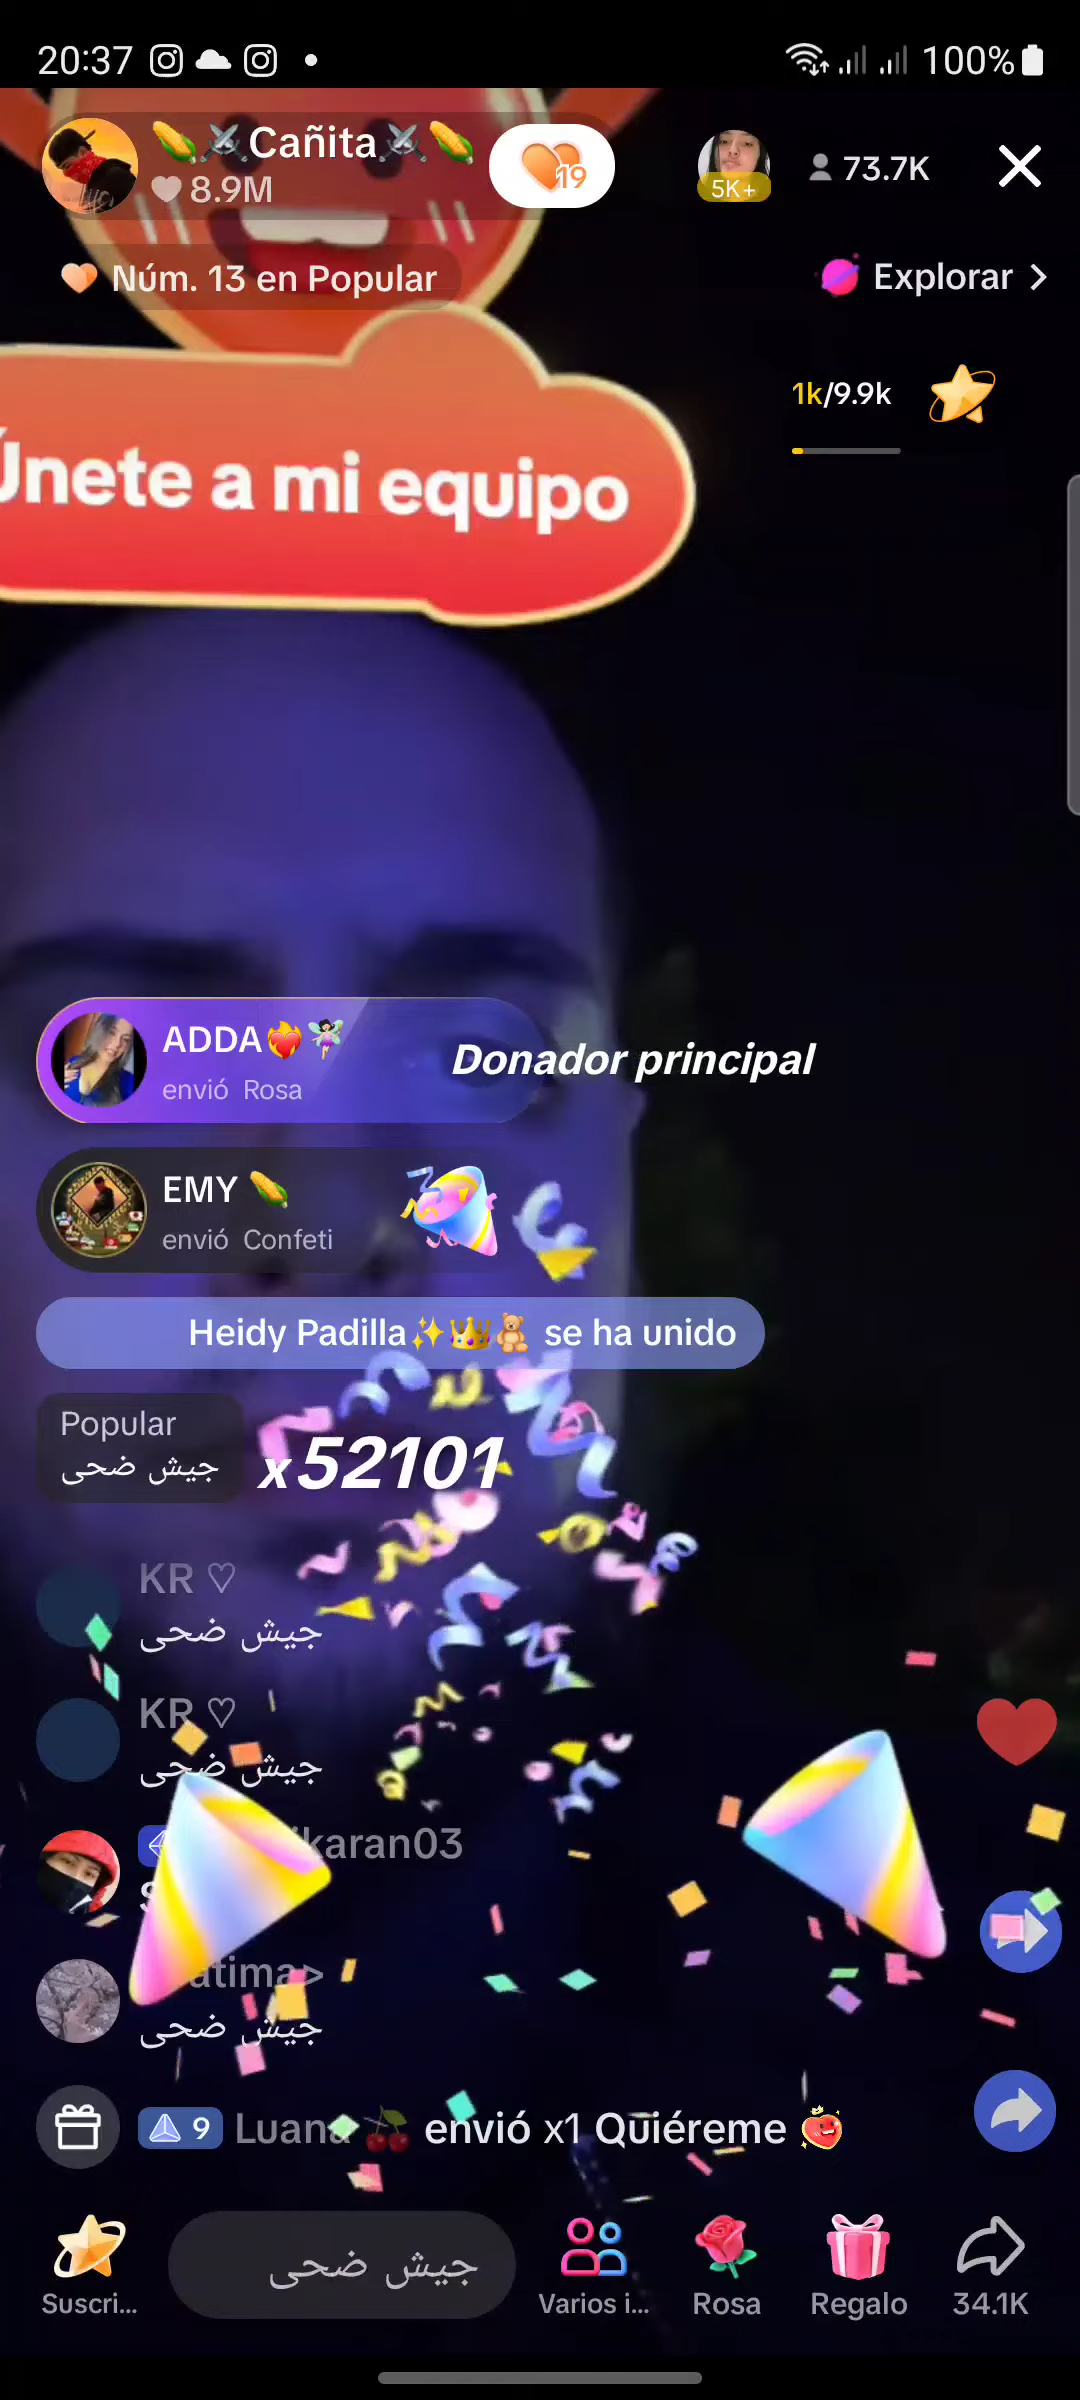 20:37
100%
🌽⚔️Cañita⚔️🌽
8.9M
19
5K+
73.7K
Núm. 13 en Popular
Explorar
1k/9.9k
Únete a mi equipo
ADDA❤️‍🔥🧚🏻‍♀️
envió Rosa
Donador principal
EMY 🌽
envió Confeti
Heidy Padilla✨👑🧸 se ha unido
Popular
جيش ضحى
x52101
KR ♡
جيش ضحى
KR ♡
جيش ضحى
karan03
atima>
جيش ضحى
9 Luana🍒 envió x1 Quiéreme
جيش ضحى
Suscri...
Varios i...
Rosa
Regalo
34.1K